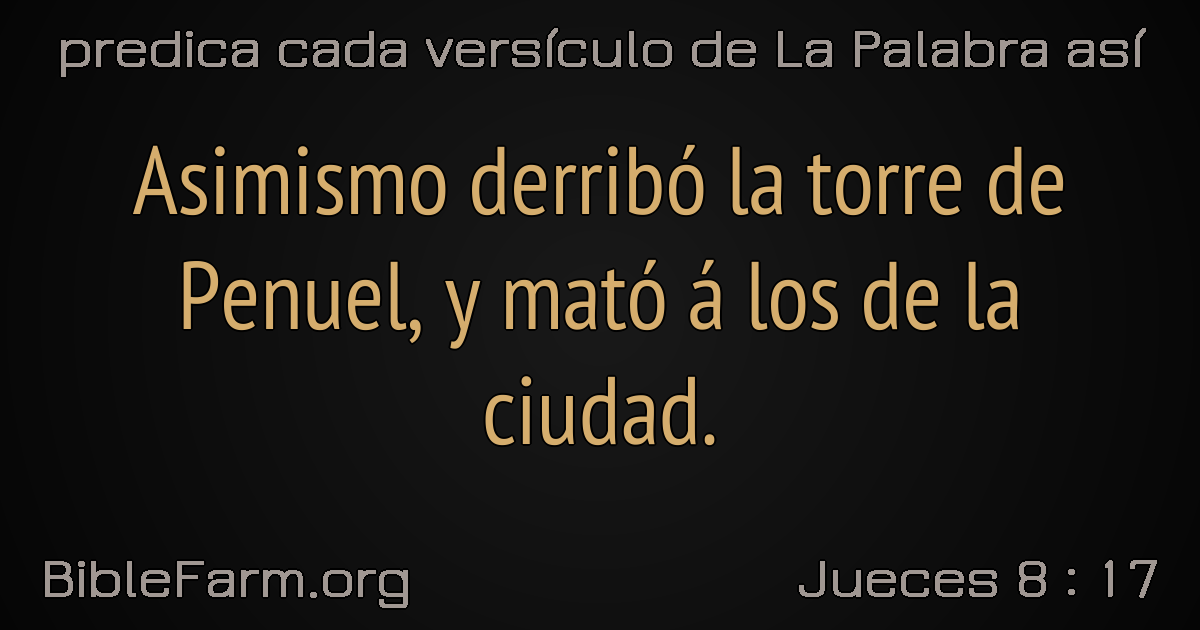 predica cada versículo de La Palabra así
Asimismo derribó la torre de
Penuel, y mató á los de la
ciudad.
BibleFarm.org
Jueces 8 : 17